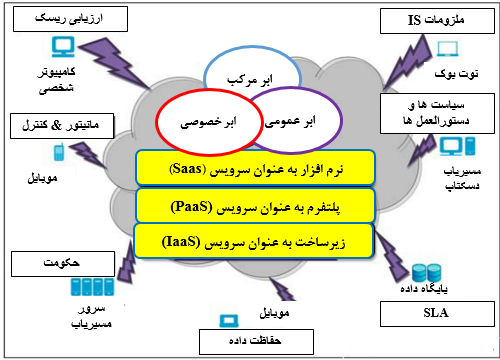 ارزیابی ریسک
ملزومات IS
کامپیوتر
شخصی
نوت بوک
ابر مرکب
ابر عمومی
ابر خصوصی
سیاست ها و
دستورالعمل ها
مانیتور & کنترل
نرم افزار به عنوان سرویس (Saas)
مسیریاب
دسکتاپ
موبایل
پلتفرم به عنوان سرویس (PaaS)
زیرساخت به عنوان سرویس (IaaS)
حکومت
پایگاه داده
سرور
مسیریاب
موبایل
SLA
حفاظت داده